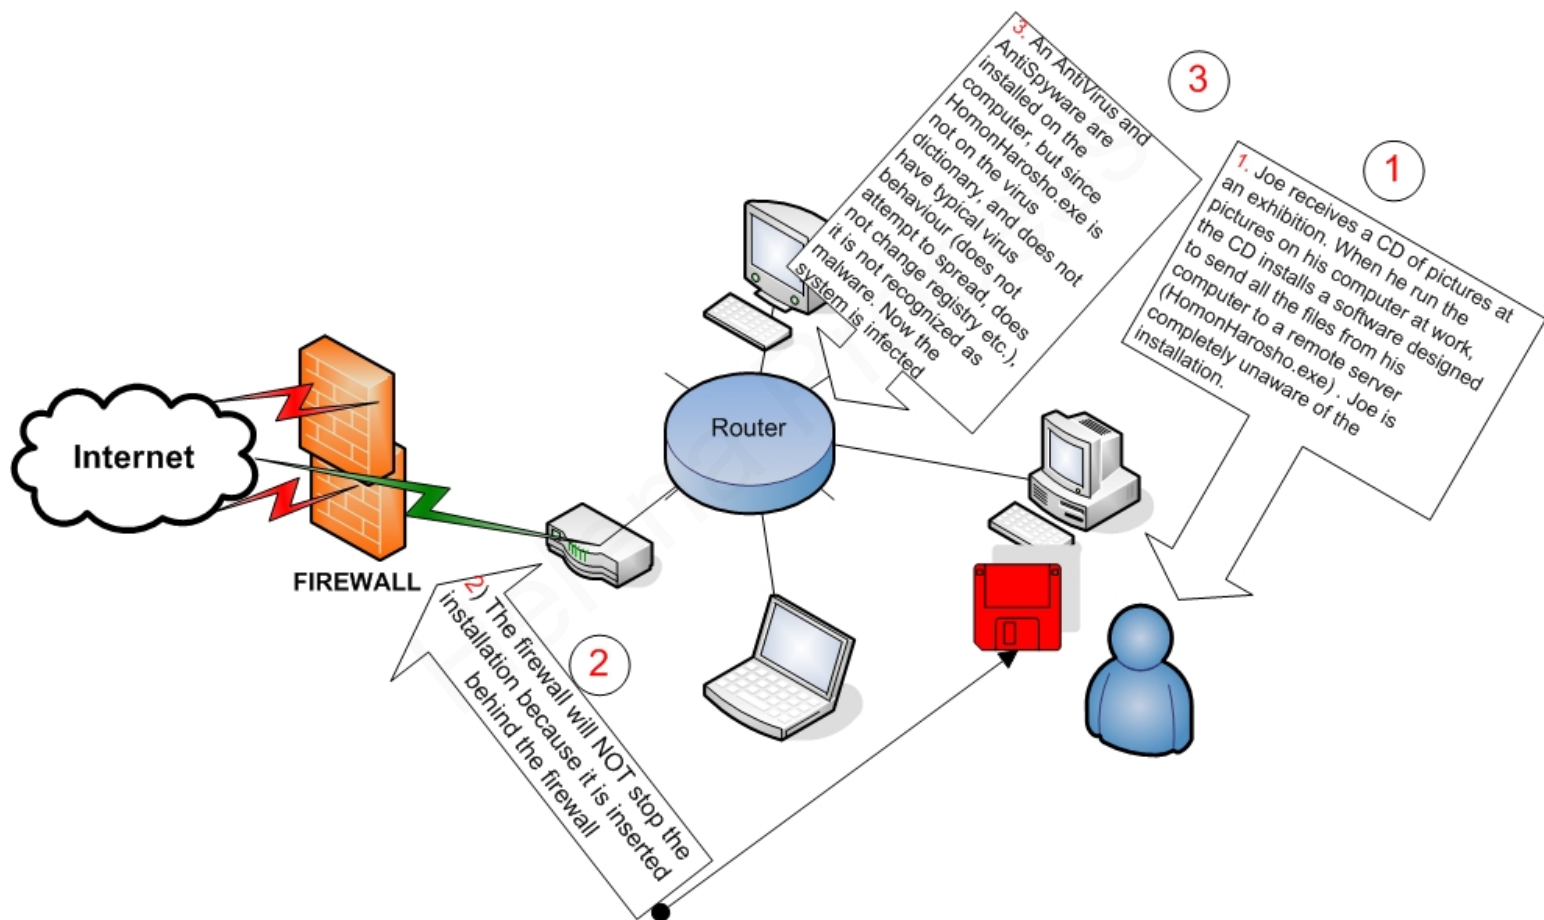 3. An AntiVirus and
AntiSpyware are
installed on the
computer, but since
HomonHarosho.exe is
not on the virus
dictionary, and does not
have typical virus
behaviour (does not
attempt to spread, does
not change registry etc.),
it is not recognized as
malware. Now the
system is infected
3
1
1. Joe receives a CD of pictures at
an exhibition. When he run the
pictures on his computer at work,
the CD installs a software designed
to send all the files from his
computer to a remote server
(HomonHarosho.exe) . Joe is
completely unaware of the
installation.
Router
Internet
FIREWALL
2) The firewall will NOT stop the
installation because it is inserted
behind the firewall
2